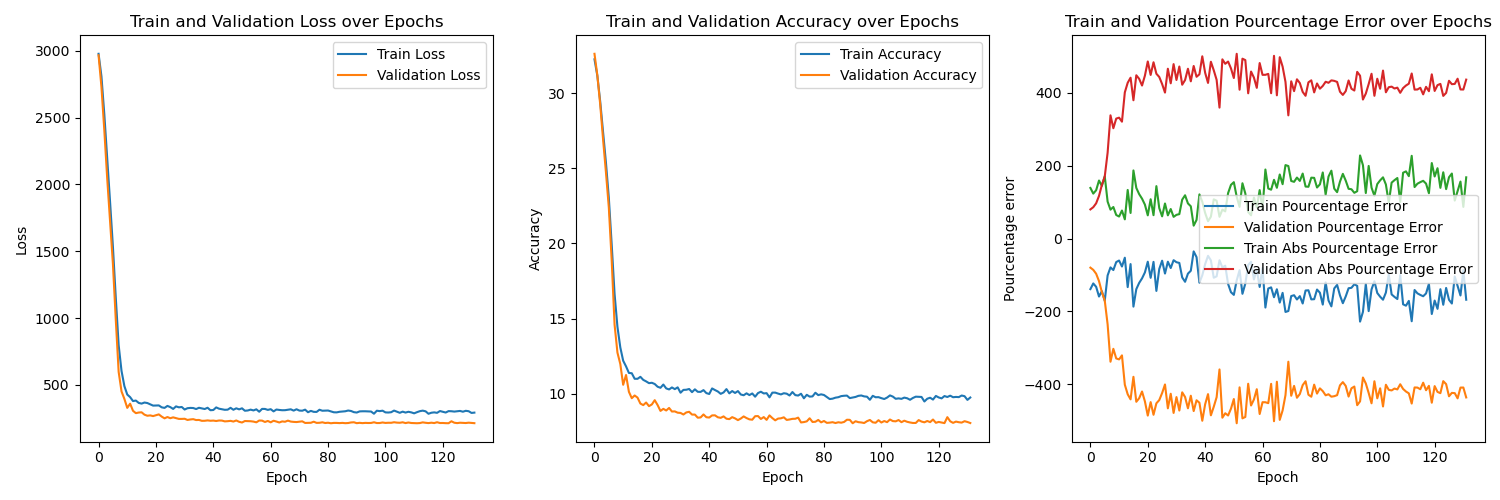 Train and Validation Loss over Epochs
Loss
3000
2500
2000
1500
1000
500
Train Loss
Validation Loss
0 20 40 60 80 100 120
Epoch
Train and Validation Accuracy over Epochs
Accuracy
30
25
20
15
10
Train Accuracy
Validation Accuracy
0 20 40 60 80 100 120
Epoch
Train and Validation Pourcentage Error over Epochs
Pourcentage error
400
200
0
−200
−400
Train Pourcentage Error
Validation Pourcentage Error
Train Abs Pourcentage Error
Validation Abs Pourcentage Error
0 20 40 60 80 100 120
Epoch